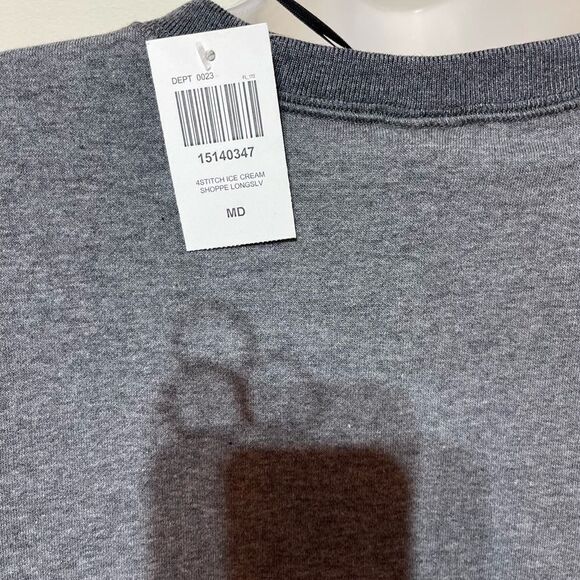 DEPT 0023
15140347
4STITCH ICE CREAM
SHOPPE LONGSLV
MD